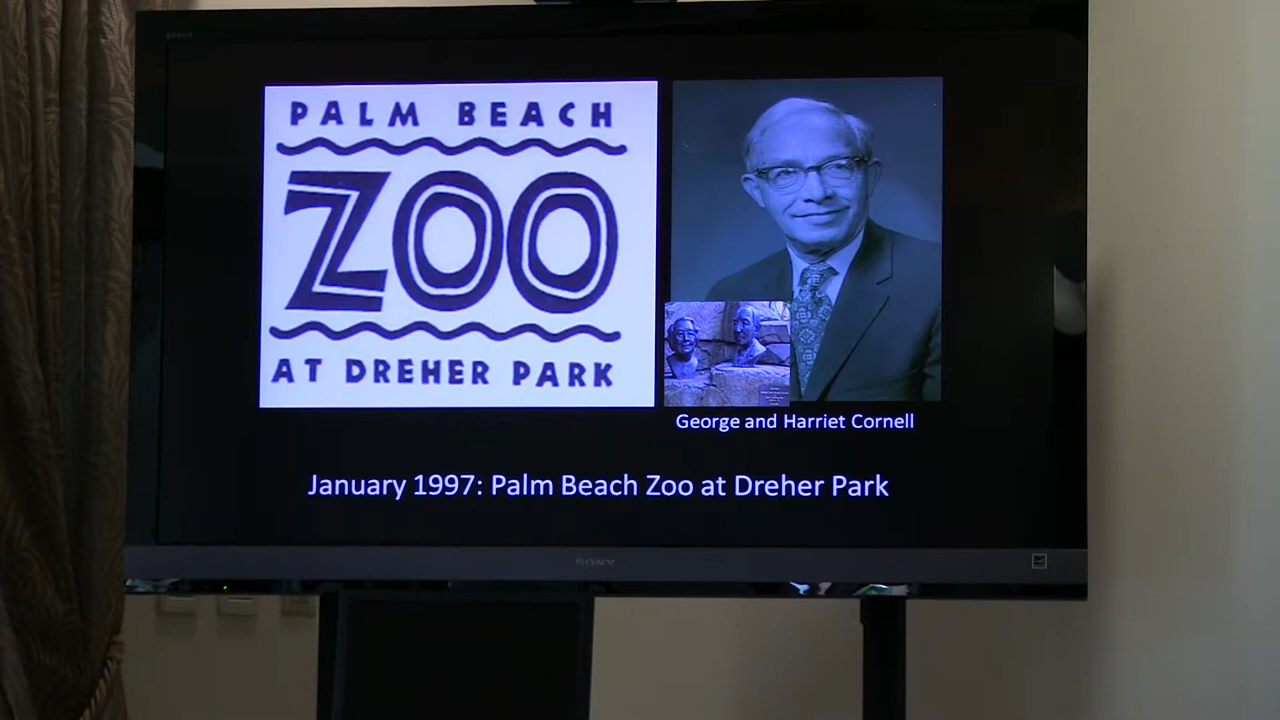 BRAVIA
PALM BEACH
ZOO
AT DREHER PARK
George and Harriet Cornell
January 1997: Palm Beach Zoo at Dreher Park
SONY